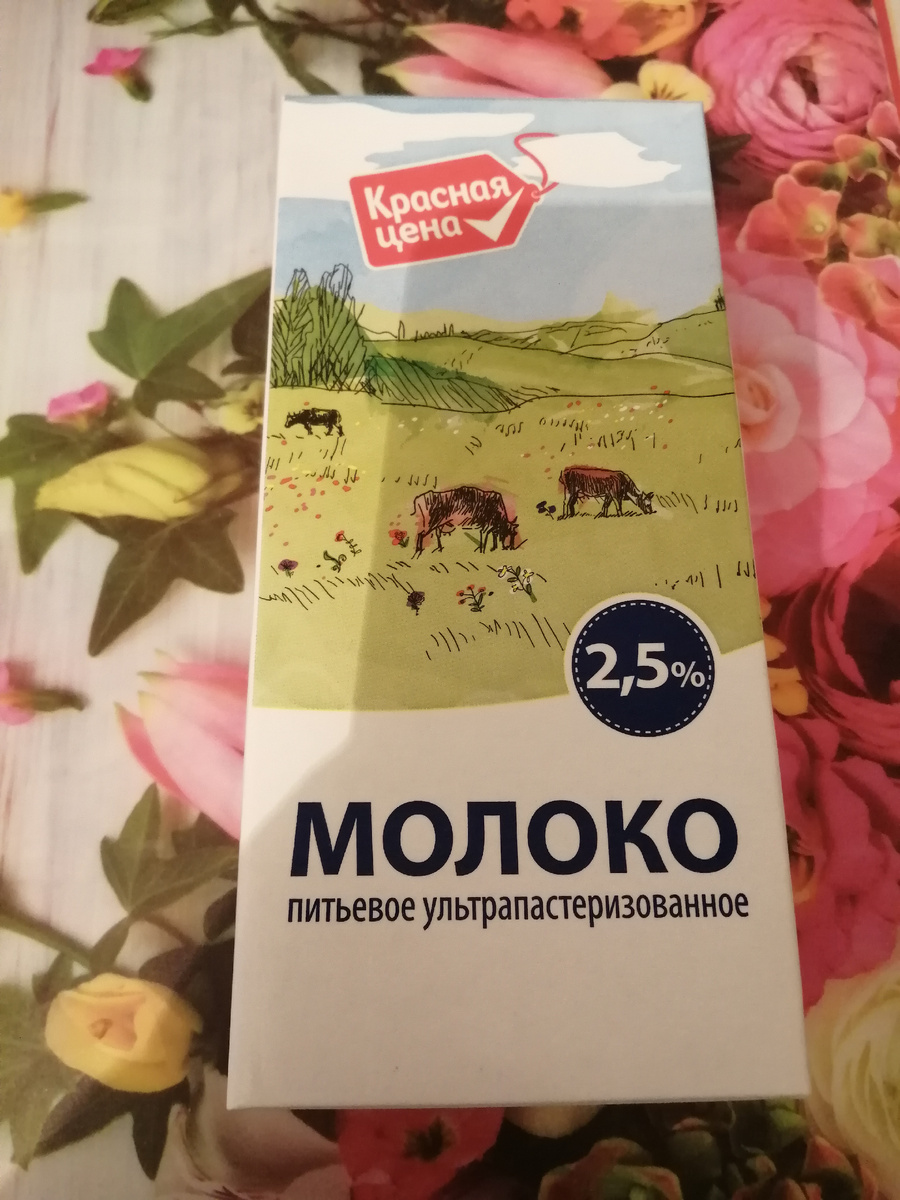 Красная
цена
2,5%
МОЛОКО
питьевое ультрапастеризованное